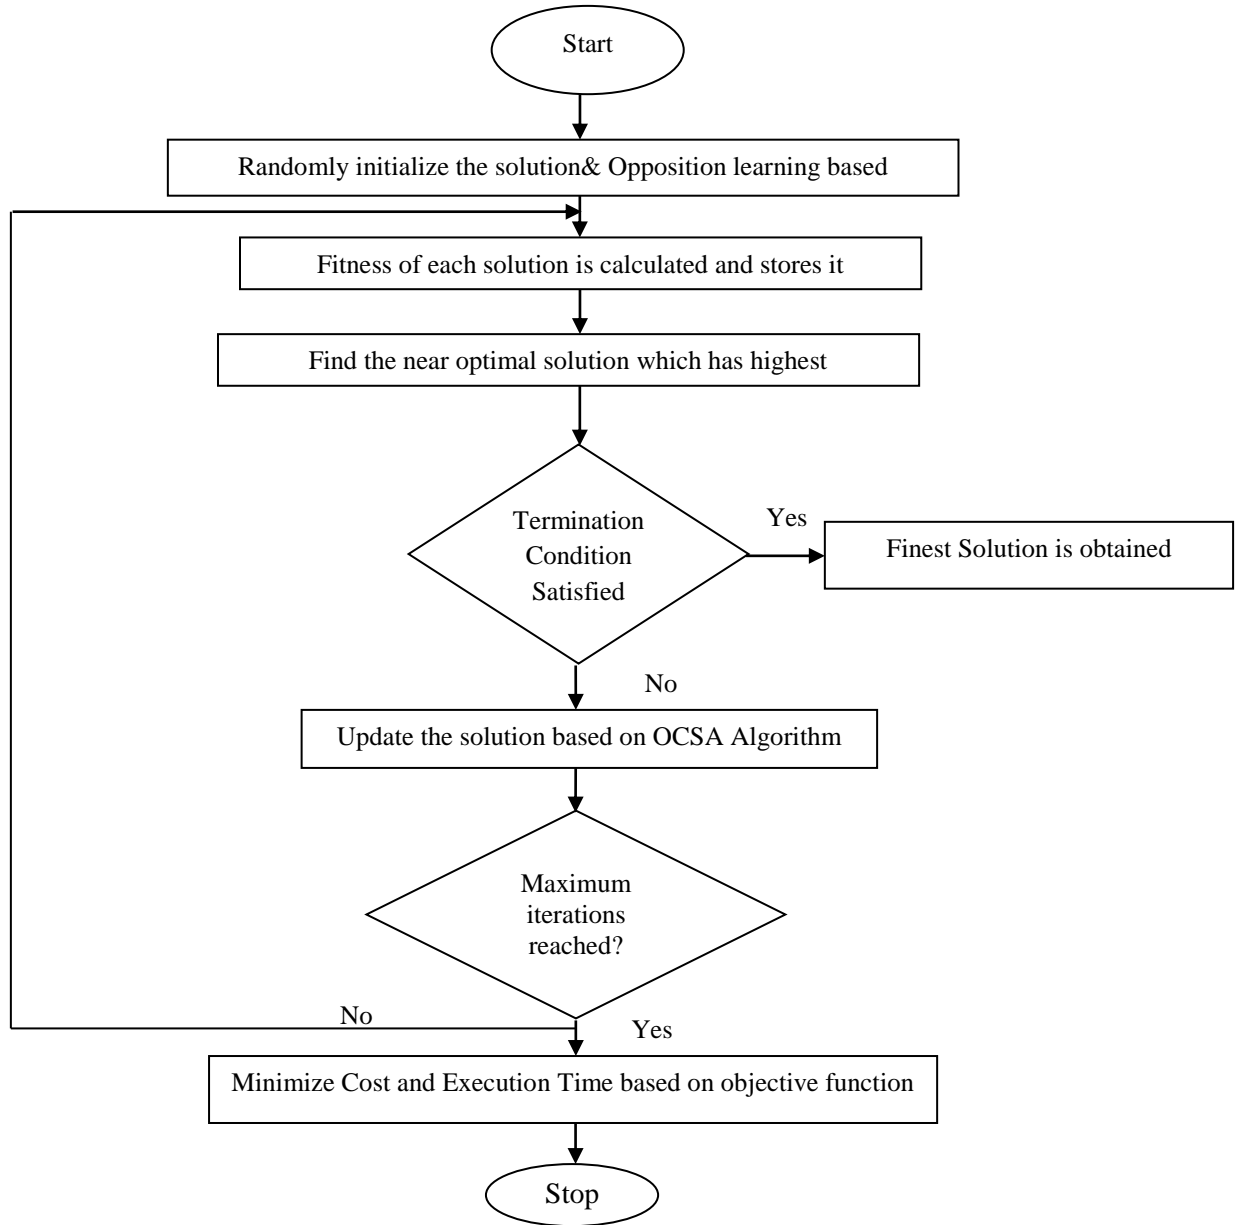 Start
Randomly initialize the solution& Opposition learning based
Fitness of each solution is calculated and stores it
Find the near optimal solution which has highest
Termination
Condition
Satisfied
Yes
Finest Solution is obtained
No
Update the solution based on OCSA Algorithm
Maximum
iterations
reached?
No
Yes
Minimize Cost and Execution Time based on objective function
Stop